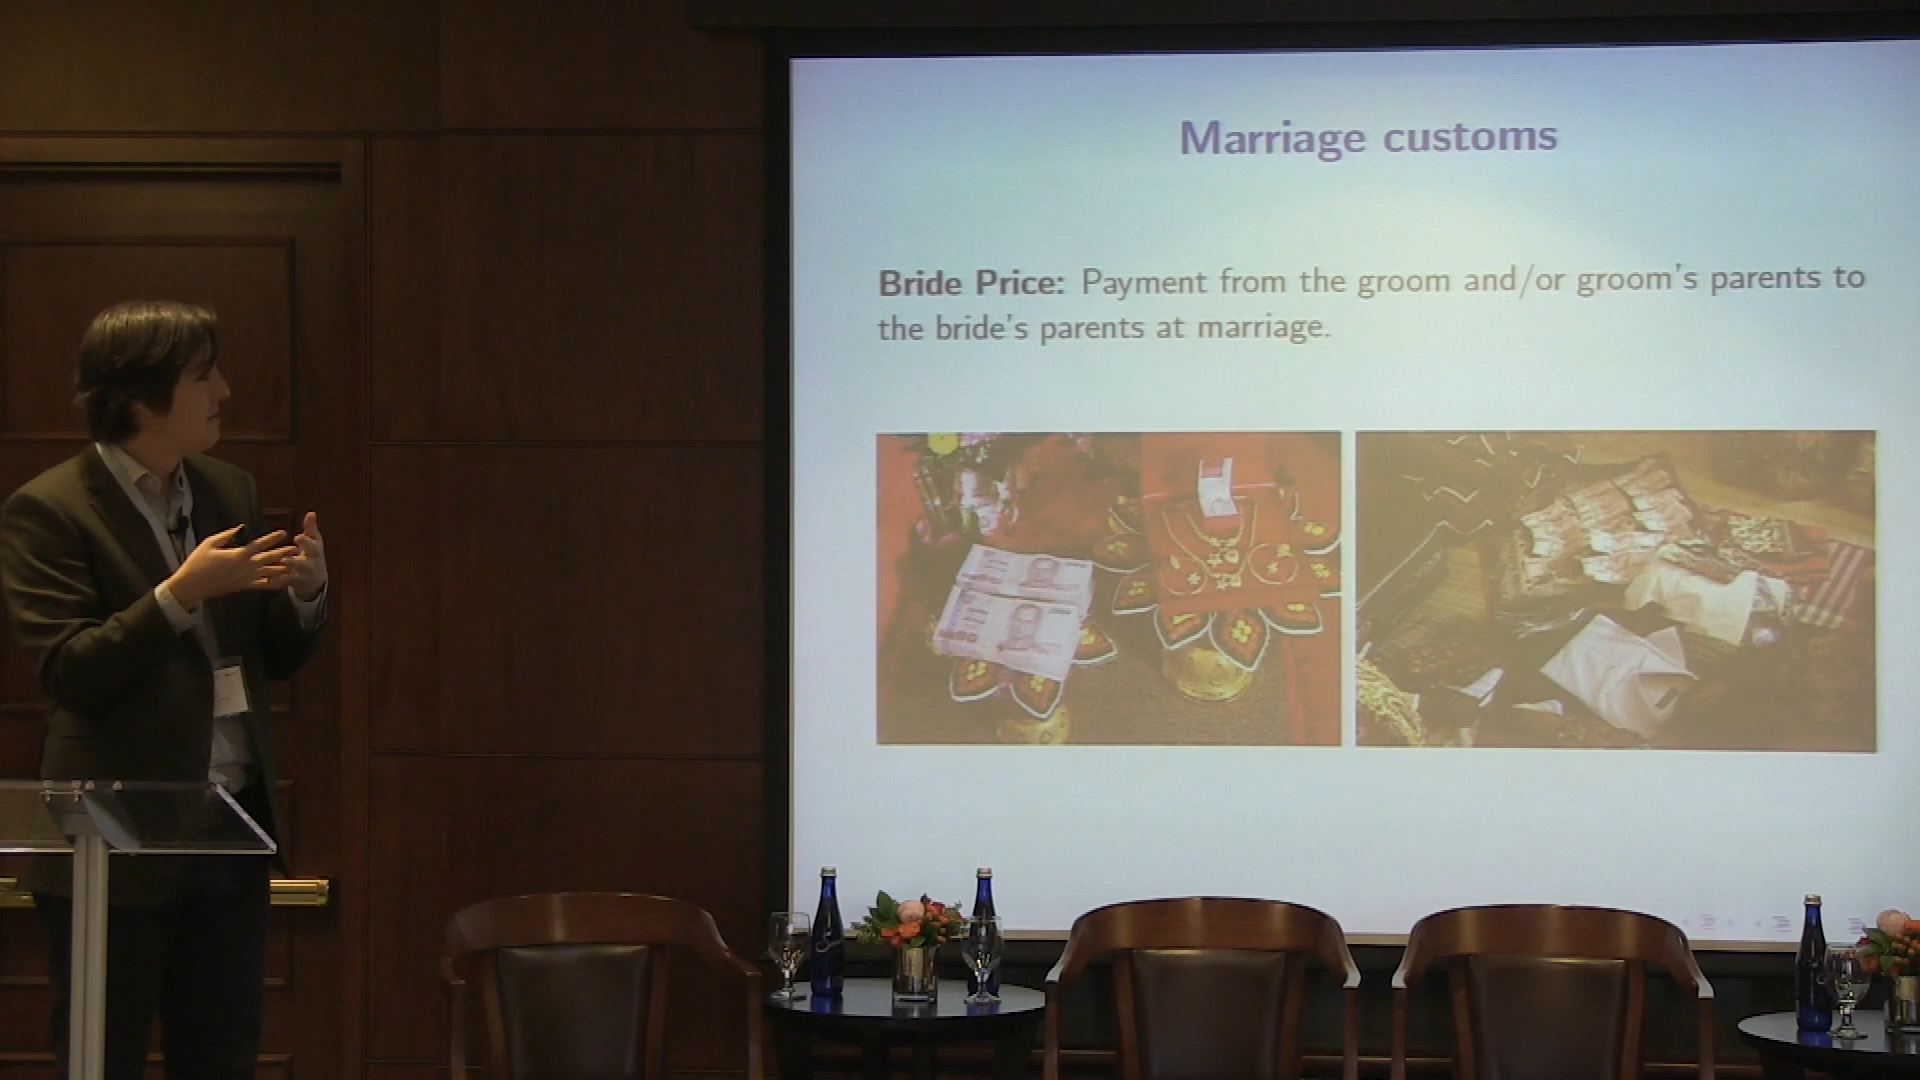 Marriage customs
Bride Price: Payment from the groom and/or groom's parents to
the bride's parents at marriage.